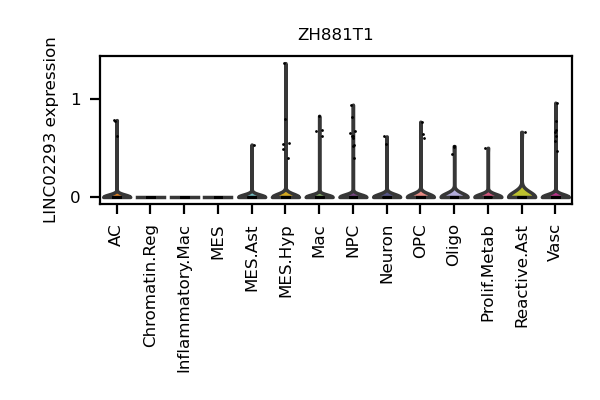 ZH881T1
LINC02293 expression
1
0
AC
Chromatin.Reg
Inflammatory.Mac
MES
MES.Ast
MES.Hyp
Mac
NPC
Neuron
OPC
Oligo
Prolif.Metab
Reactive.Ast
Vasc